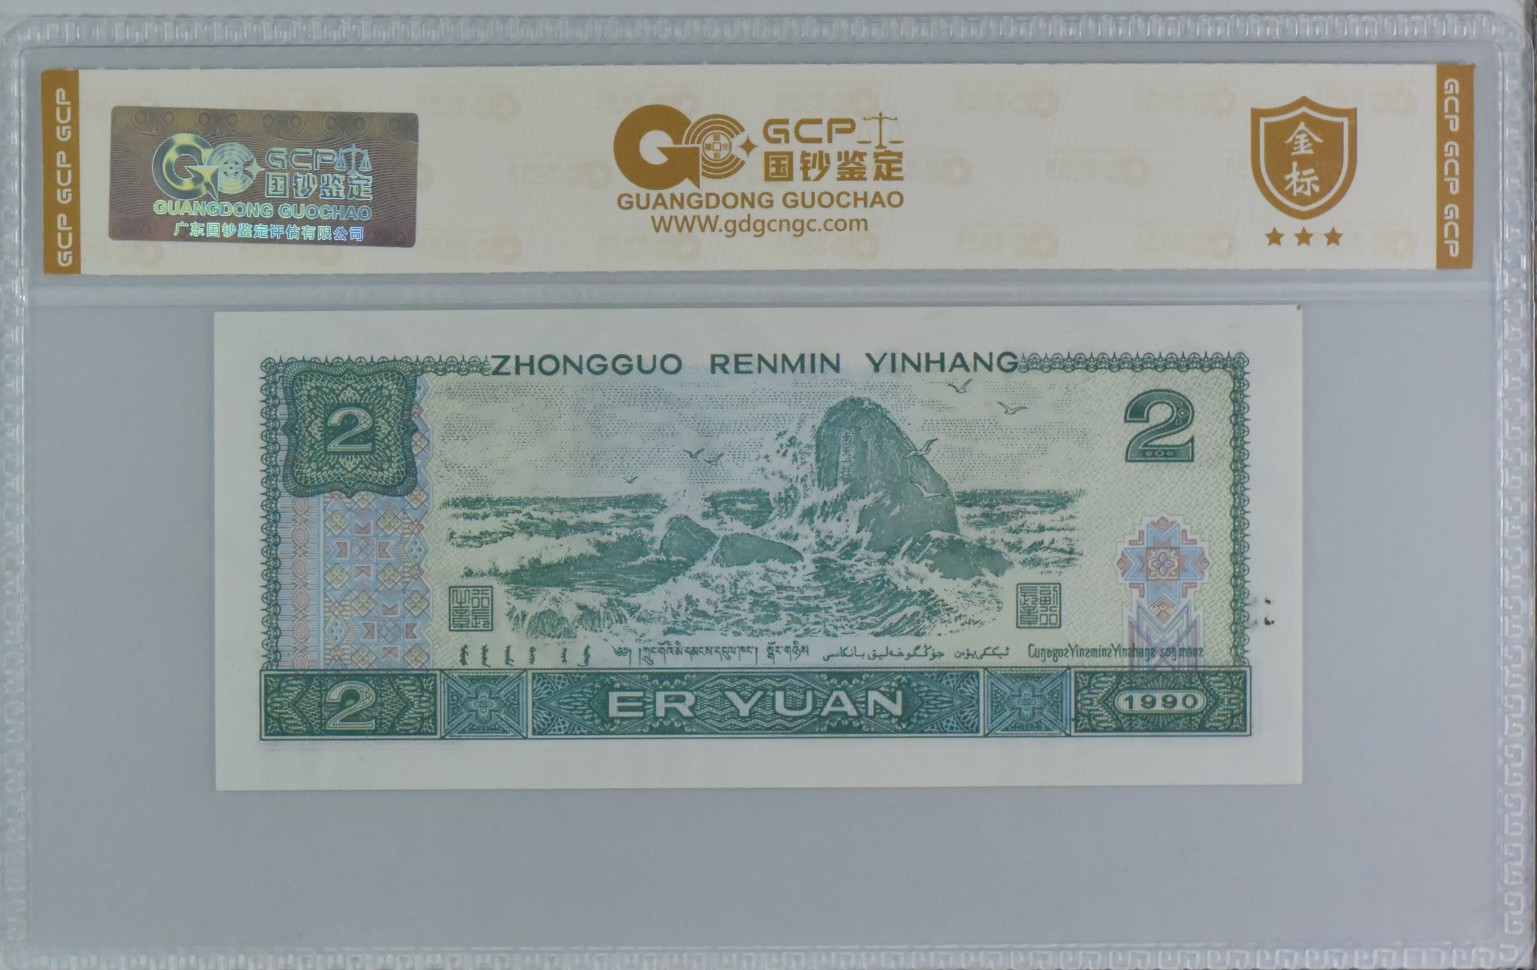 GCP GCP GCP
GCP
国钞鉴定
GUANGDONG GUOCHAO
广东国钞鉴定评估有限公司
GCP
国钞鉴定
GUANGDONG GUOCHAO
WWW.gdgcngc.com
金
标
GCP GCP GCP
ZHONGGUO RENMIN YINHANG
2
2
2
ER YUAN
1990